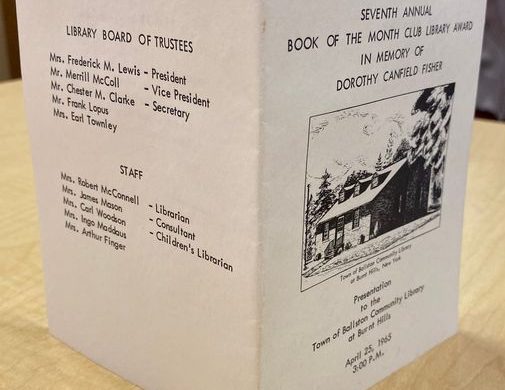 LIBRARY BOARD OF TRUSTEES
Mrs. Frederick M. Lewis - President
Mr. Merrill McColl - Vice President
Mr. Chester M. Clarke - Secretary
Mr. Frank Lopus
Mrs. Earl Townley
STAFF
Mrs. Robert McConnell - Librarian
Mrs. James Mason - Consultant
Mrs. Carl Woodson - Children's Librarian
Mrs. Ingo Maddaus
Mrs. Arthur Finger
SEVENTH ANNUAL
BOOK OF THE MONTH CLUB LIBRARY AWARD
IN MEMORY OF
DOROTHY CANFIELD FISHER
Town of Ballston Community Library
at Burnt Hills, New York
Presentation
to the
Town of Ballston Community Library
at Burnt Hills
April 25, 1965
3:00 P.M.